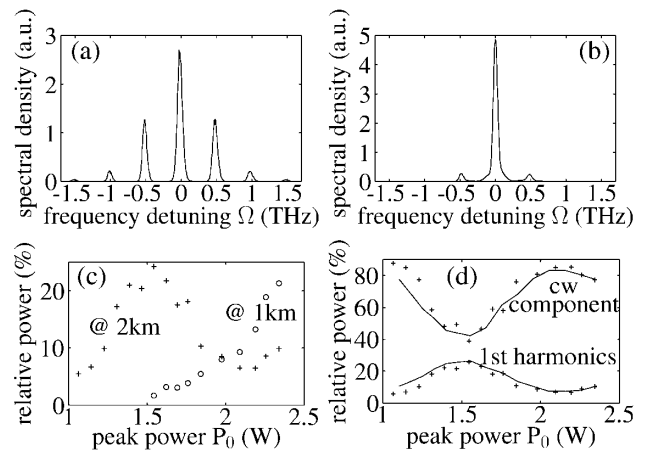 3
2
1
0
(a)
-1.5
-1
-0.5
0
0.5
1
1.5
frequency detuning Ω (THz)
spectral density (a.u.)
5
4
3
2
1
0
(b)
-1.5
-1
-0.5
0
0.5
1
1.5
frequency detuning Ω (THz)
spectral density (a.u.)
20
10
0
(c)
@ 2km
@ 1km
1
1.5
2
2.5
peak power P₀ (W)
relative power (%)
80
60
40
20
0
(d)
cw
component
1st harmonics
1
1.5
2
2.5
peak power P₀ (W)
relative power (%)